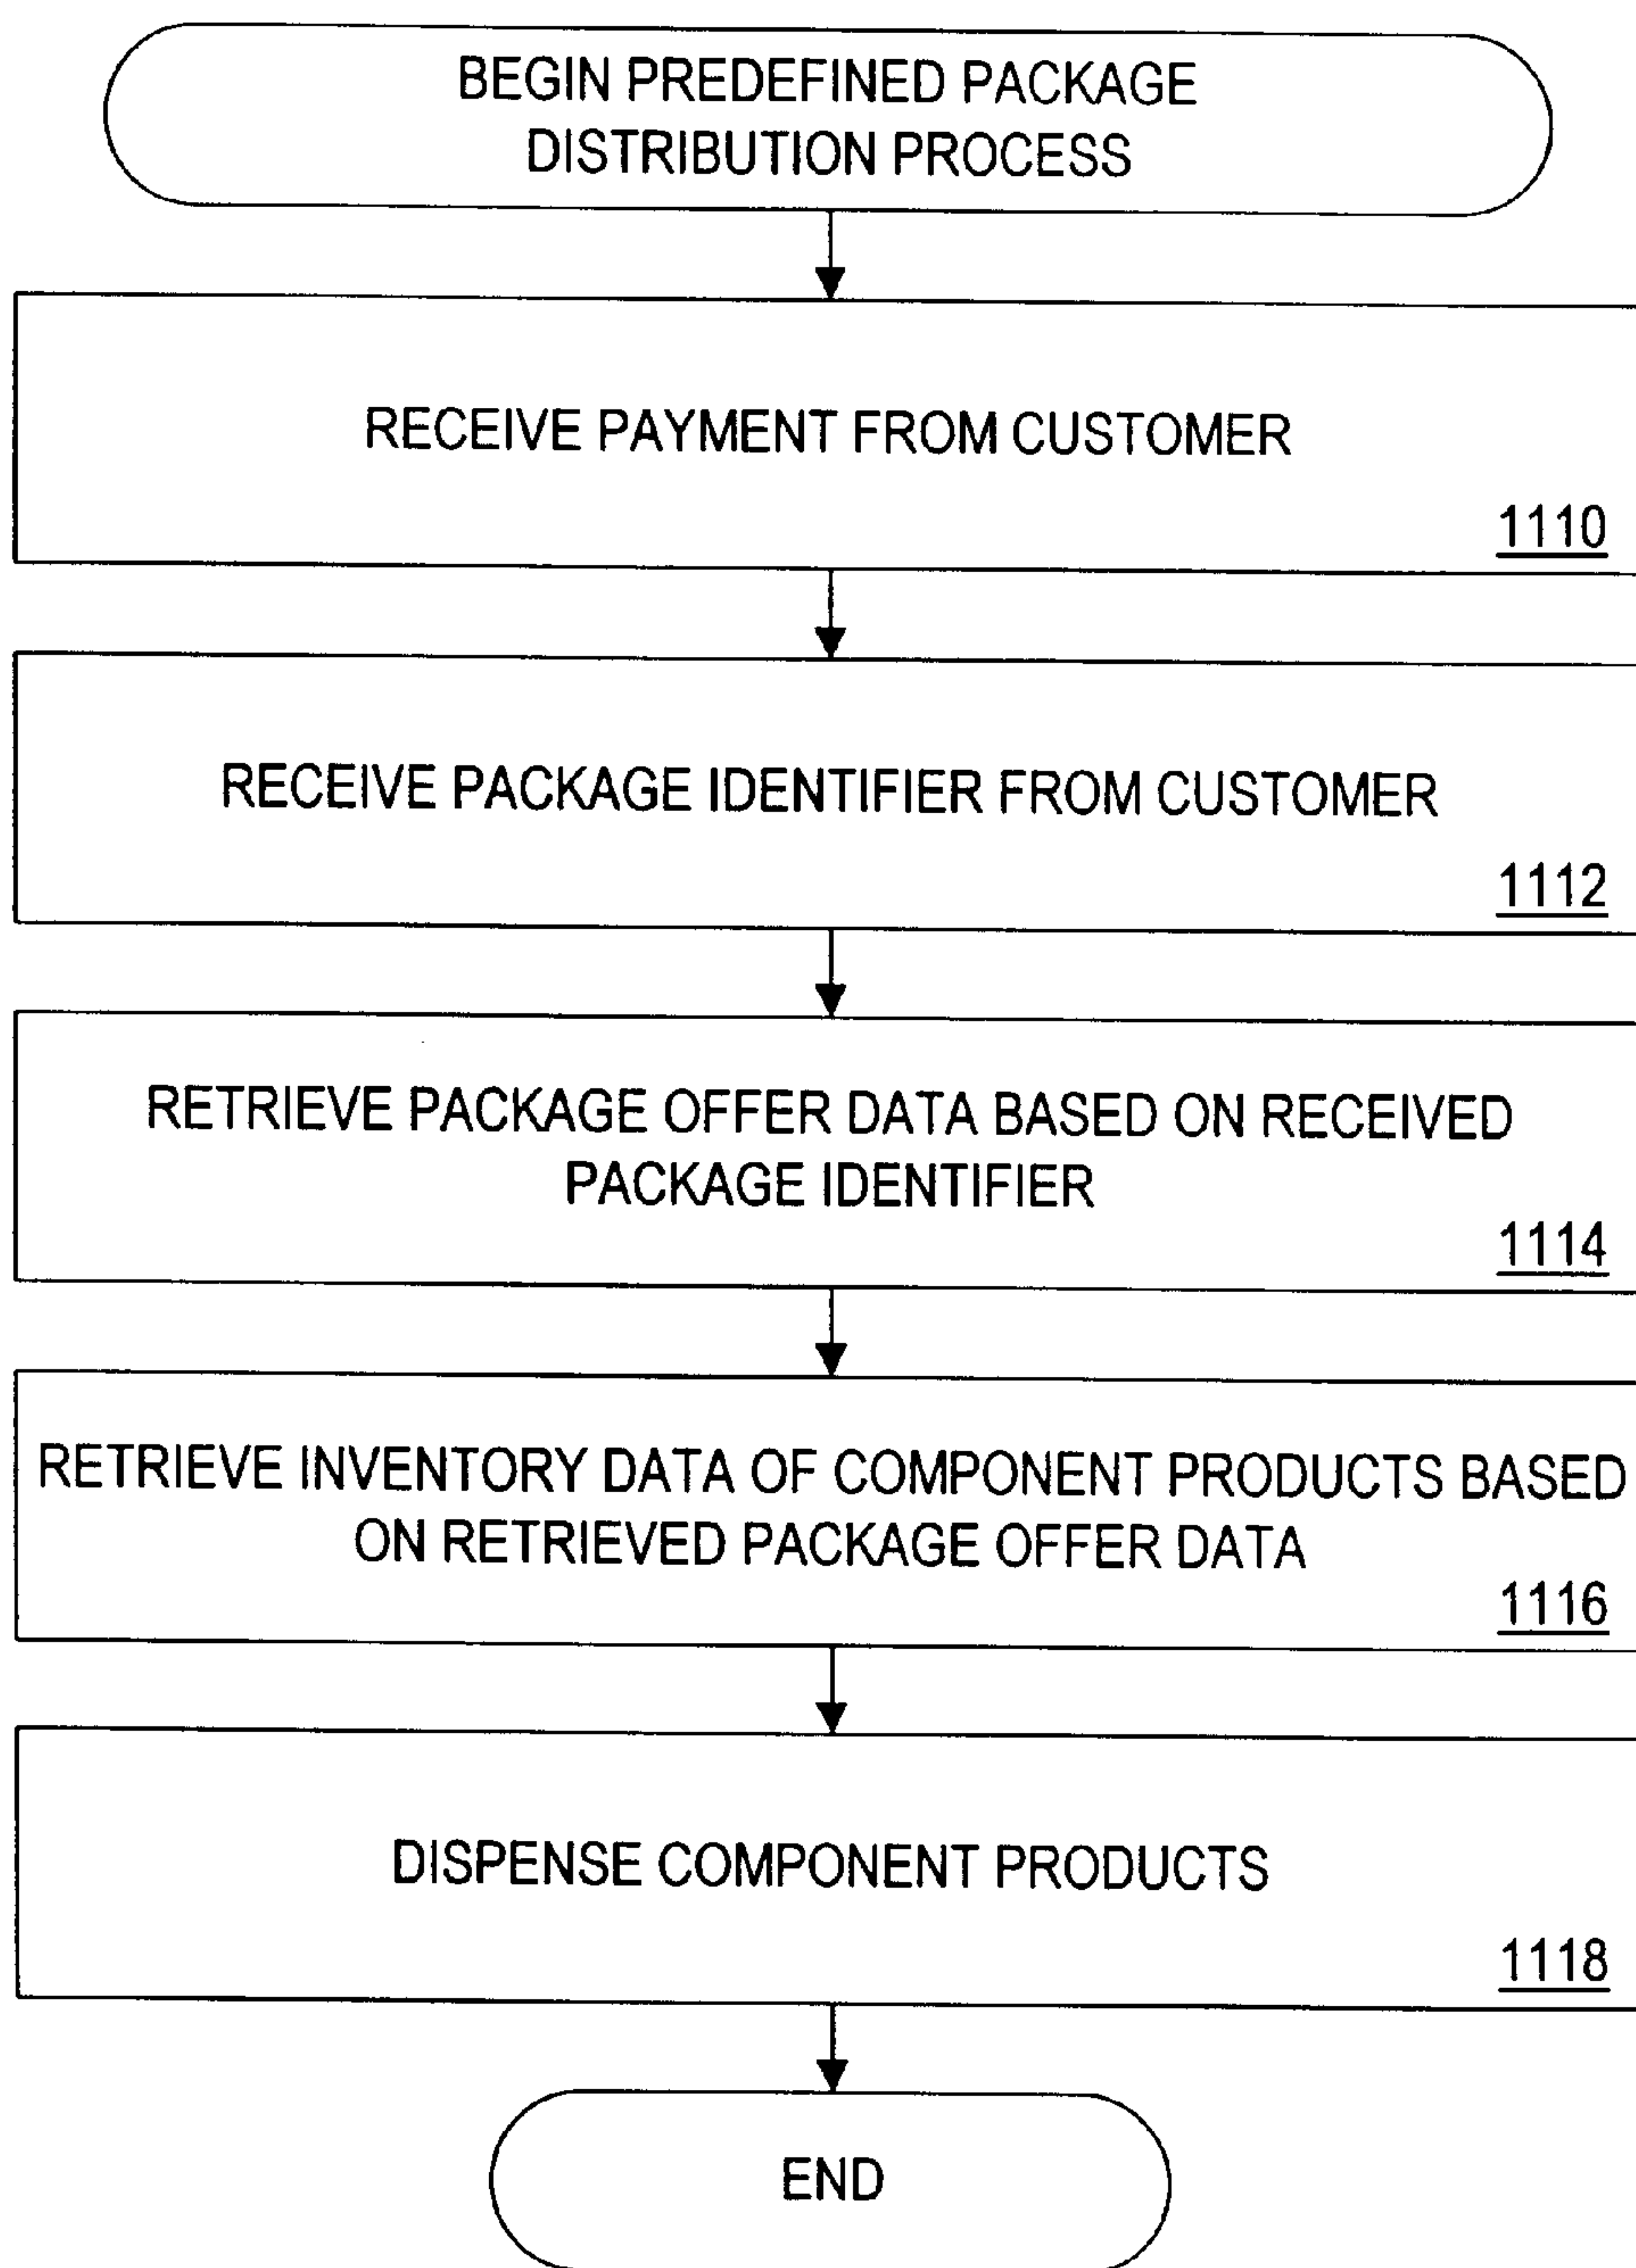 BEGIN PREDEFINED PACKAGE
DISTRIBUTION PROCESS
RECEIVE PAYMENT FROM CUSTOMER
1110
RECEIVE PACKAGE IDENTIFIER FROM CUSTOMER
1112
RETRIEVE PACKAGE OFFER DATA BASED ON RECEIVED
PACKAGE IDENTIFIER
1114
RETRIEVE INVENTORY DATA OF COMPONENT PRODUCTS BASED
ON RETRIEVED PACKAGE OFFER DATA
1116
DISPENSE COMPONENT PRODUCTS
1118
END